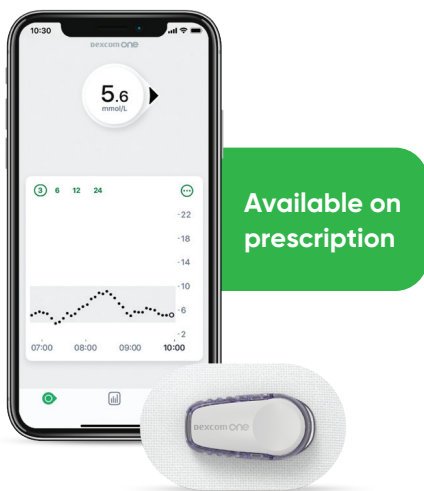 10:30
Dexcom ONE
5.6
mmol/L
3 6 12 24
22
18
14
10
6
2
07:00 08:00 09:00 10:00
Available on
prescription
Dexcom ONE